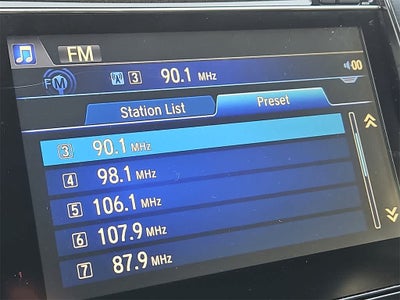 FM
FM 3 90.1 MHz 00
Station List Preset
3 90.1 MHz
4 98.1 MHz
5 106.1 MHz
6 107.9 MHz
7 87.9 MHz